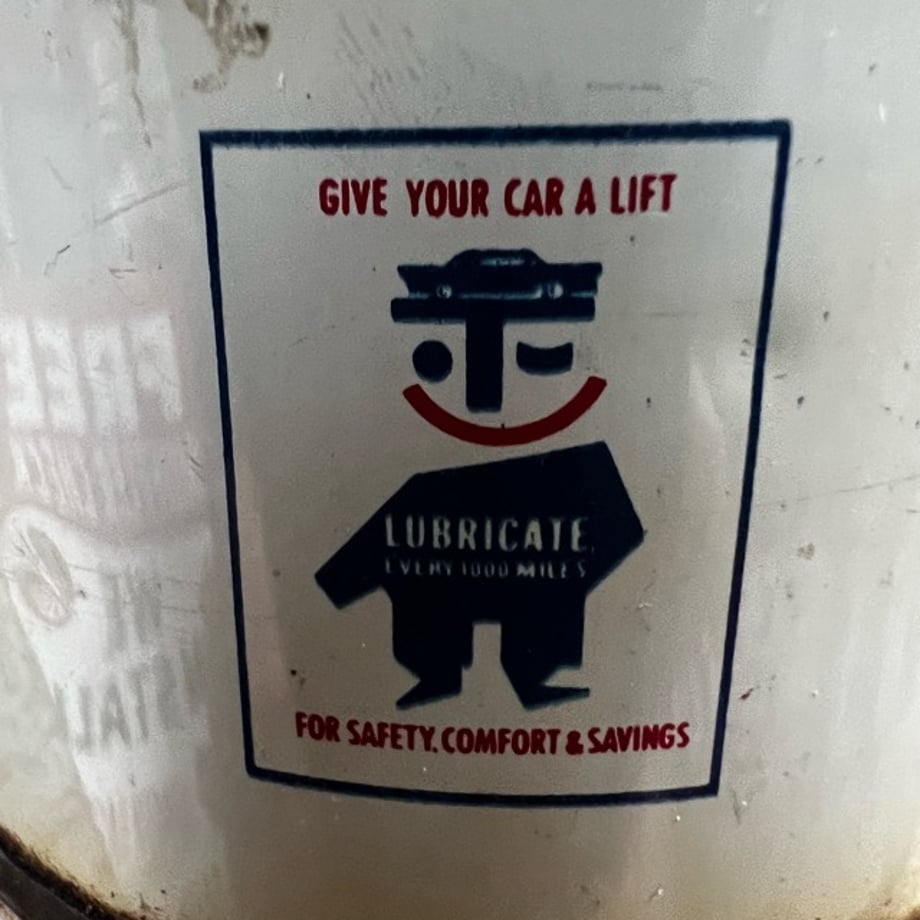 GIVE YOUR CAR A LIFT
LUBRICATE
EVERY 1000 MILES
FOR SAFETY, COMFORT & SAVINGS